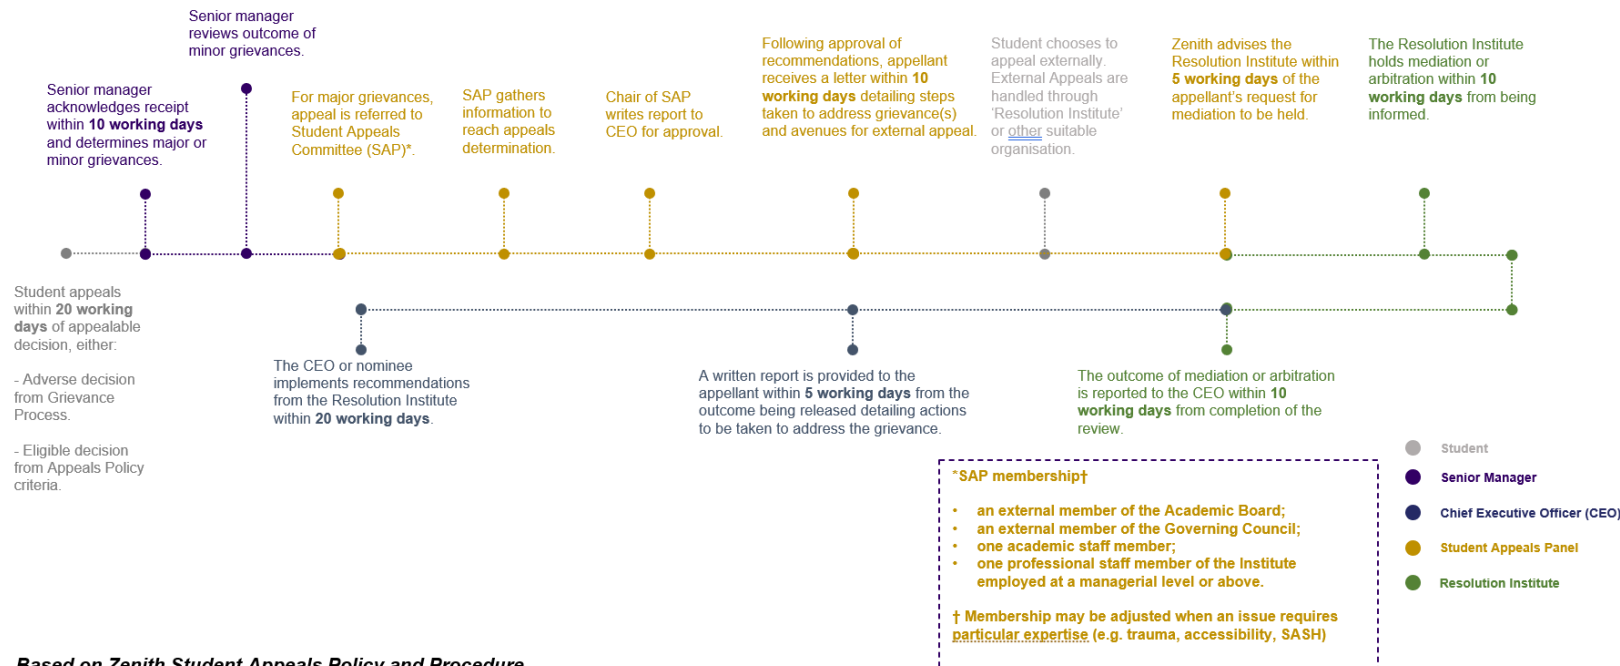 Senior manager
reviews outcome of
minor grievances.
Senior manager
acknowledges receipt
within 10 working days
and determines major or
minor grievances.
For major grievances,
appeal is referred to
Student Appeals
Committee (SAP)*.
SAP gathers
information to
reach appeals
determination.
Chair of SAP
writes report to
CEO for approval.
Following approval of
recommendations, appellant
receives a letter within 10
working days detailing steps
taken to address grievance(s)
and avenues for external appeal.
Student chooses to
appeal externally.
External Appeals are
handled through
'Resolution Institute'
or other suitable
organisation.
Zenith advises the
Resolution Institute within
5 working days of the
appellant's request for
mediation to be held.
The Resolution Institute
holds mediation or
arbitration within 10
working days from being
informed.
Student appeals
within 20 working
days of appealable
decision, either:
- Adverse decision
from Grievance
Process.
- Eligible decision
from Appeals Policy
criteria.
The CEO or nominee
implements recommendations
from the Resolution Institute
within 20 working days.
A written report is provided to the
appellant within 5 working days from the
outcome being released detailing actions
to be taken to address the grievance.
The outcome of mediation or arbitration
is reported to the CEO within 10
working days from completion of the
review.
*SAP membership†
• an external member of the Academic Board;
• an external member of the Governing Council;
• one academic staff member;
• one professional staff member of the Institute
employed at a managerial level or above.
† Membership may be adjusted when an issue requires
particular expertise (e.g. trauma, accessibility, SASH)
Student
Senior Manager
Chief Executive Officer (CEO)
Student Appeals Panel
Resolution Institute
Based on Zenith Student Appeals Policy and Procedure